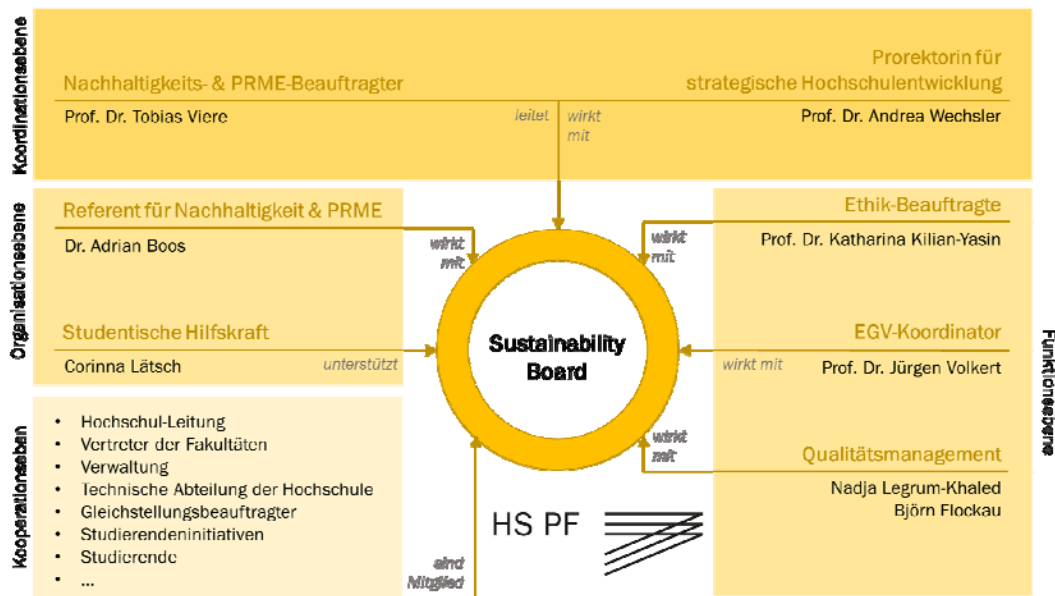 Koordinationsebene
Nachhaltigkeits- & PRME-Beauftragter
Prof. Dr. Tobias Viere
Prorektorin für
strategische Hochschulentwicklung
Prof. Dr. Andrea Wechsler
leitet
wirkt
mit
Organisationsebene
Referent für Nachhaltigkeit & PRME
Dr. Adrian Boos
wirkt
mit
Studentische Hilfskraft
Corinna Lätsch
unterstützt
Sustainability
Board
Funktionsebene
Ethik-Beauftragte
Prof. Dr. Katharina Kilian-Yasin
wirkt
mit
EGV-Koordinator
Prof. Dr. Jürgen Volkert
wirkt mit
Qualitätsmanagement
Nadja Legrum-Khaled
Björn Flockau
wirkt
mit
Kooperationseben
• Hochschul-Leitung
• Vertreter der Fakultäten
• Verwaltung
• Technische Abteilung der Hochschule
• Gleichstellungsbeauftragter
• Studierendeninitiativen
• Studierende
• ...
sind
Mitglied
HS PF